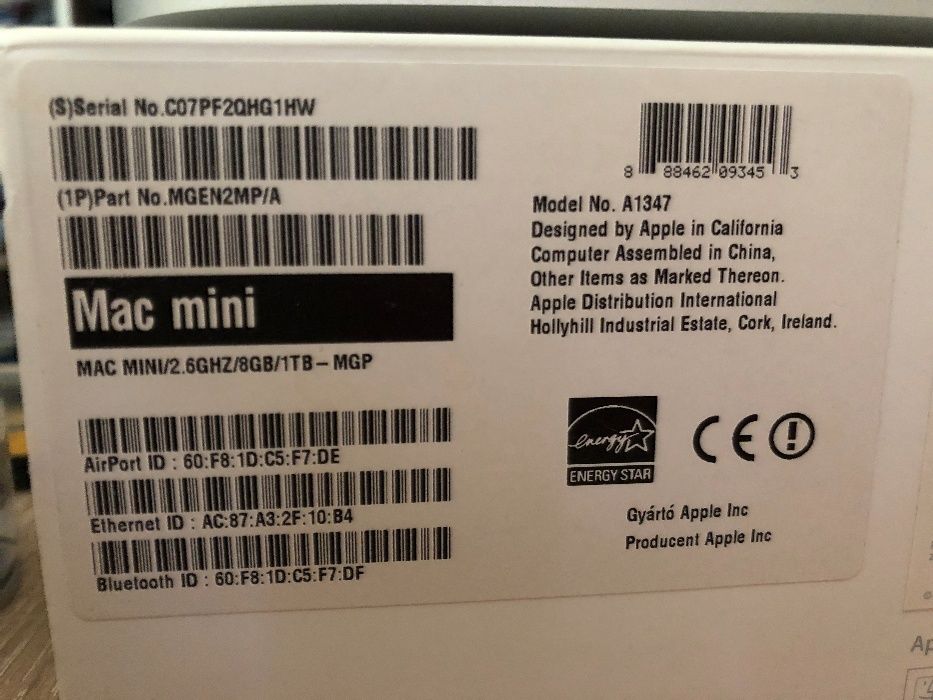 (S)Serial No.C07PF2QHG1HW
(1P)Part No.MGEN2MP/A
Mac mini
MAC MINI/2.6GHZ/8GB/1TB-MGP
AirPort ID : 60:F8:1D:C5:F7:DE
Ethernet ID : AC:87:A3:2F:10:B4
Bluetooth ID : 60:F8:1D:C5:F7:DF
8 88462 09345 3
Model No. A1347
Designed by Apple in California
Computer Assembled in China,
Other Items as Marked Thereon.
Apple Distribution International
Hollyhill Industrial Estate, Cork, Ireland.
energy
ENERGY STAR
CE
Gyártó Apple Inc
Producent Apple Inc